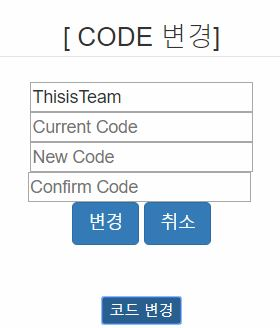 [ CODE 변경]
ThisisTeam
Current Code
New Code
Confirm Code
변경 취소
코드 변경